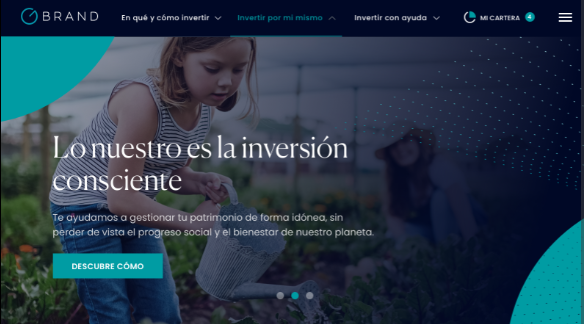 BRAND
En qué y cómo invertir
Invertir por mi mismo
Invertir con ayuda
MI CARTERA 4
Lo nuestro es la inversión
consciente
Te ayudamos a gestionar tu patrimonio de forma idónea, sin
perder de vista el progreso social y el bienestar de nuestro planeta.
DESCUBRE CÓMO